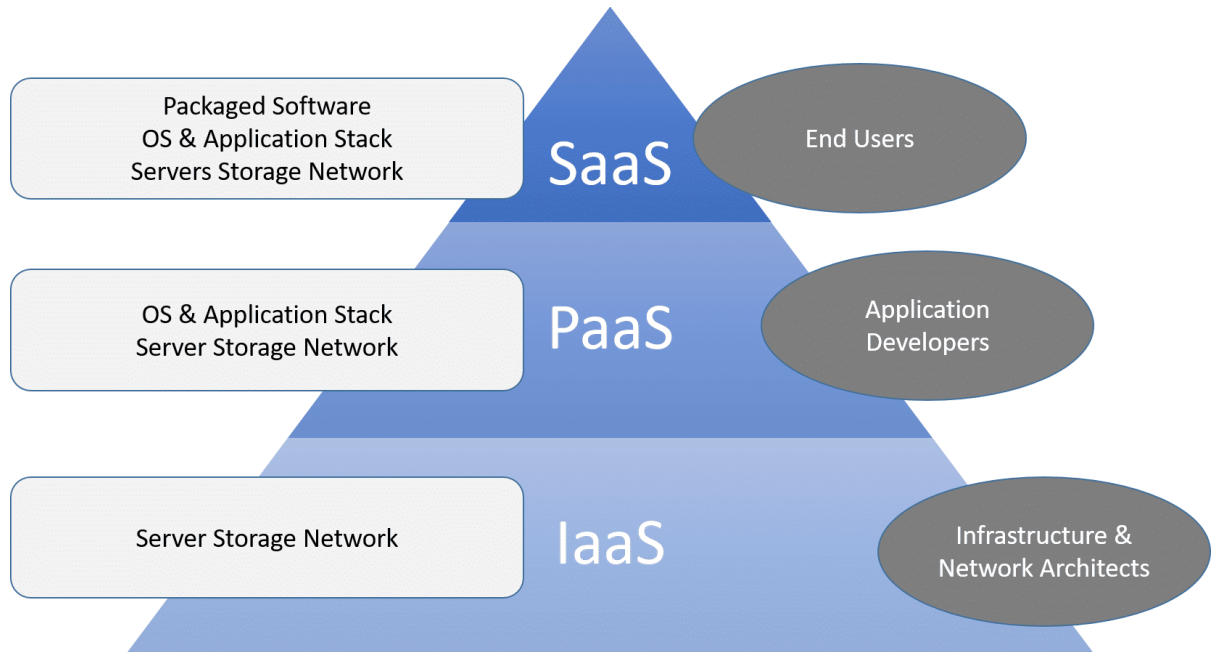 Packaged Software
OS & Application Stack
Servers Storage Network
SaaS
End Users
OS & Application Stack
Server Storage Network
PaaS
Application
Developers
Server Storage Network
IaaS
Infrastructure &
Network Architects